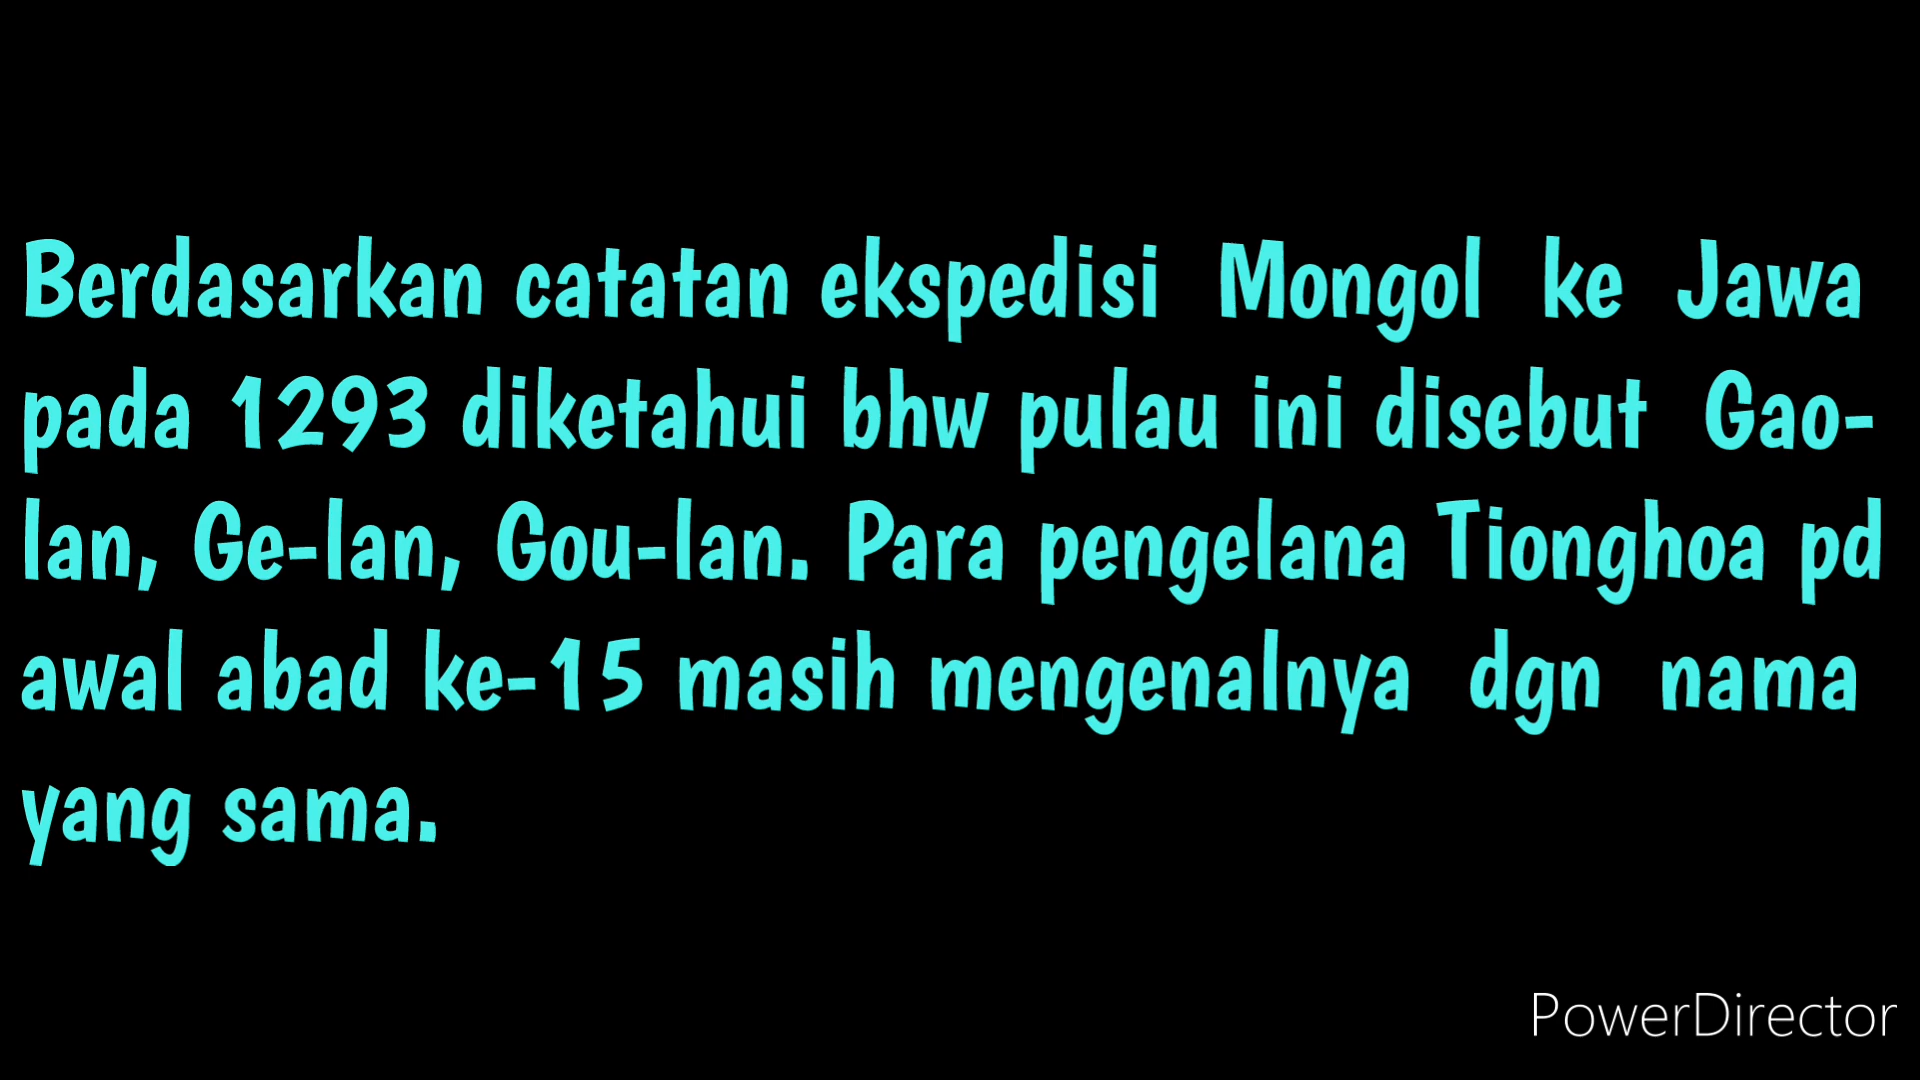 Berdasarkan catatan ekspedisi Mongol ke Jawa
pada 1293 diketahui bhw pulau ini disebut Gao-
lan, Ge-lan, Gou-lan. Para pengelana Tionghoa pd
awal abad ke-15 masih mengenalnya dgn nama
yang sama.
PowerDirector